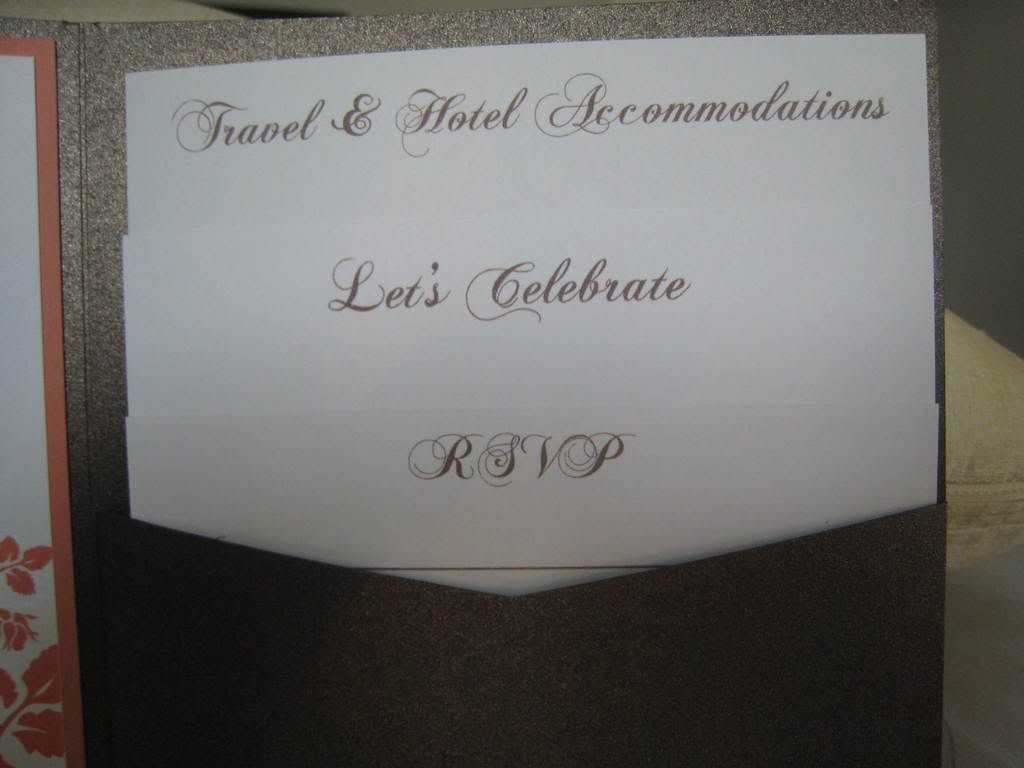 Travel & Hotel Accommodations
Let's Celebrate
RSVP